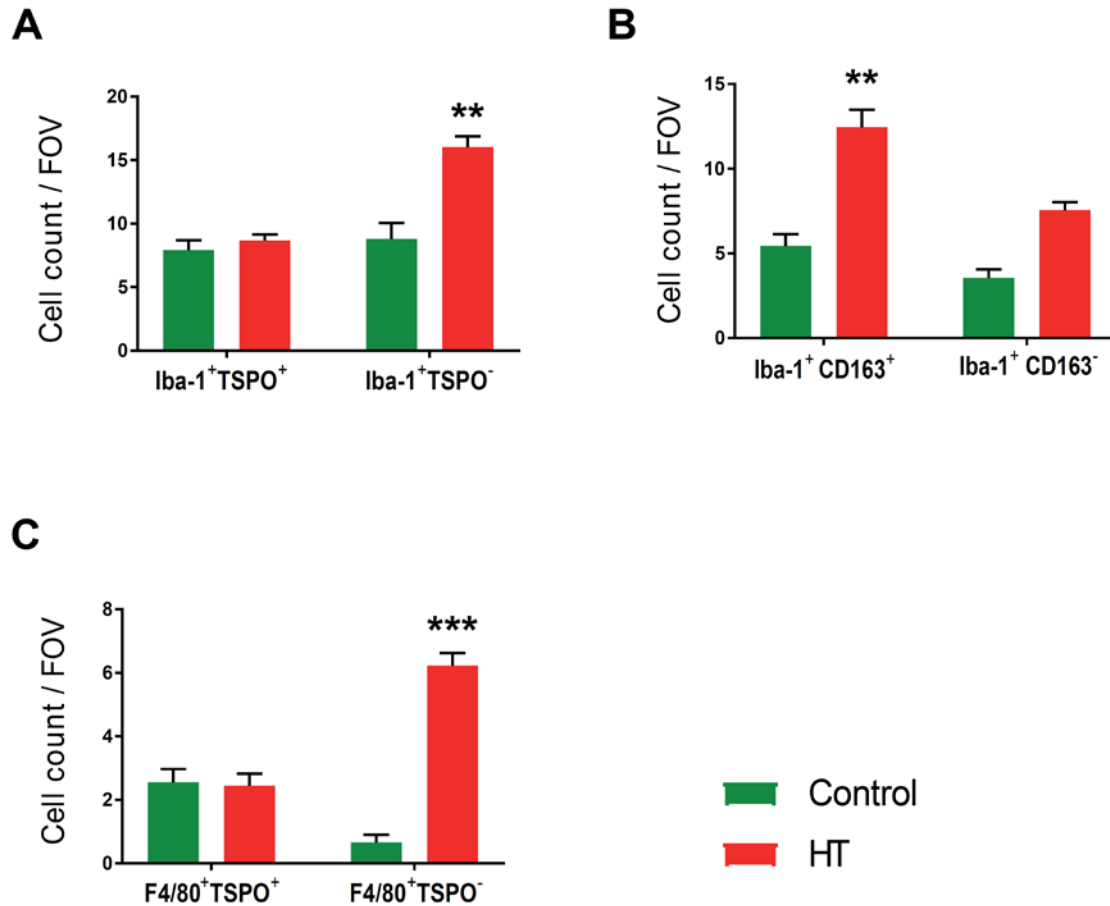 A
Cell count / FOV
20
15
10
5
0
**
Iba-1⁺TSPO⁺
Iba-1⁺TSPO⁻
B
Cell count / FOV
15
10
5
0
**
Iba-1⁺ CD163⁺
Iba-1⁺ CD163⁻
C
Cell count / FOV
8
6
4
2
0
***
F4/80⁺TSPO⁺
F4/80⁺TSPO⁻
Control
HT